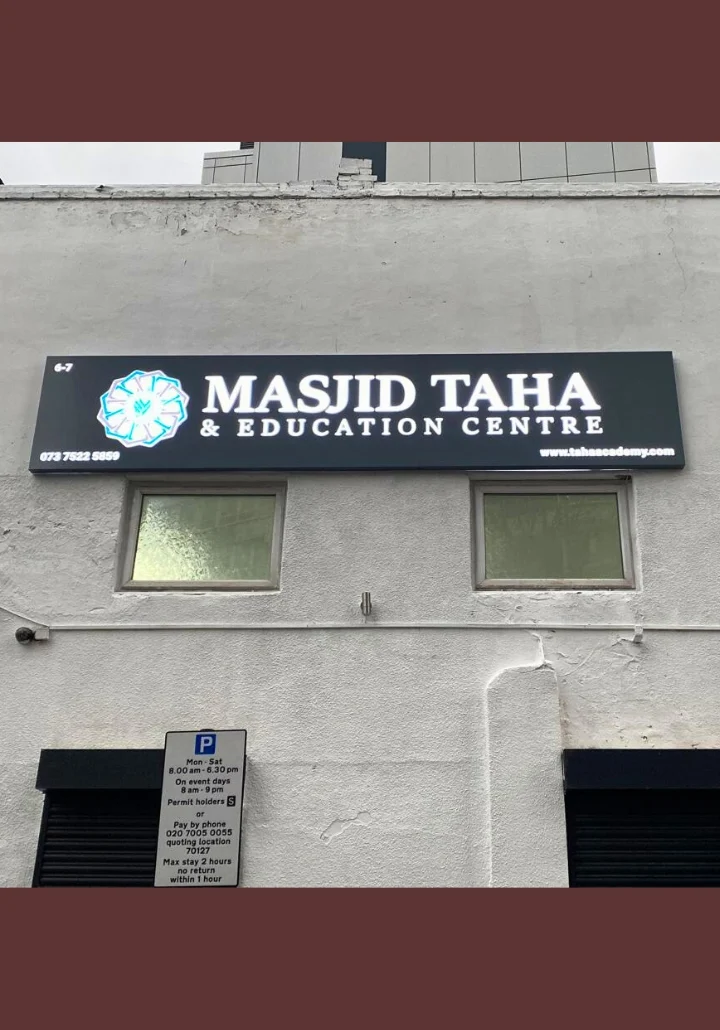 6-7
MASJID TAHA
& EDUCATION CENTRE
073 7522 5859
www.tahaacademy.com
P
Mon - Sat
8.00 am - 6.30 pm
On event days
8 am - 9 pm
Permit holders S
or
Pay by phone
020 7005 0055
quoting location
70127
Max stay 2 hours
no return
within 1 hour